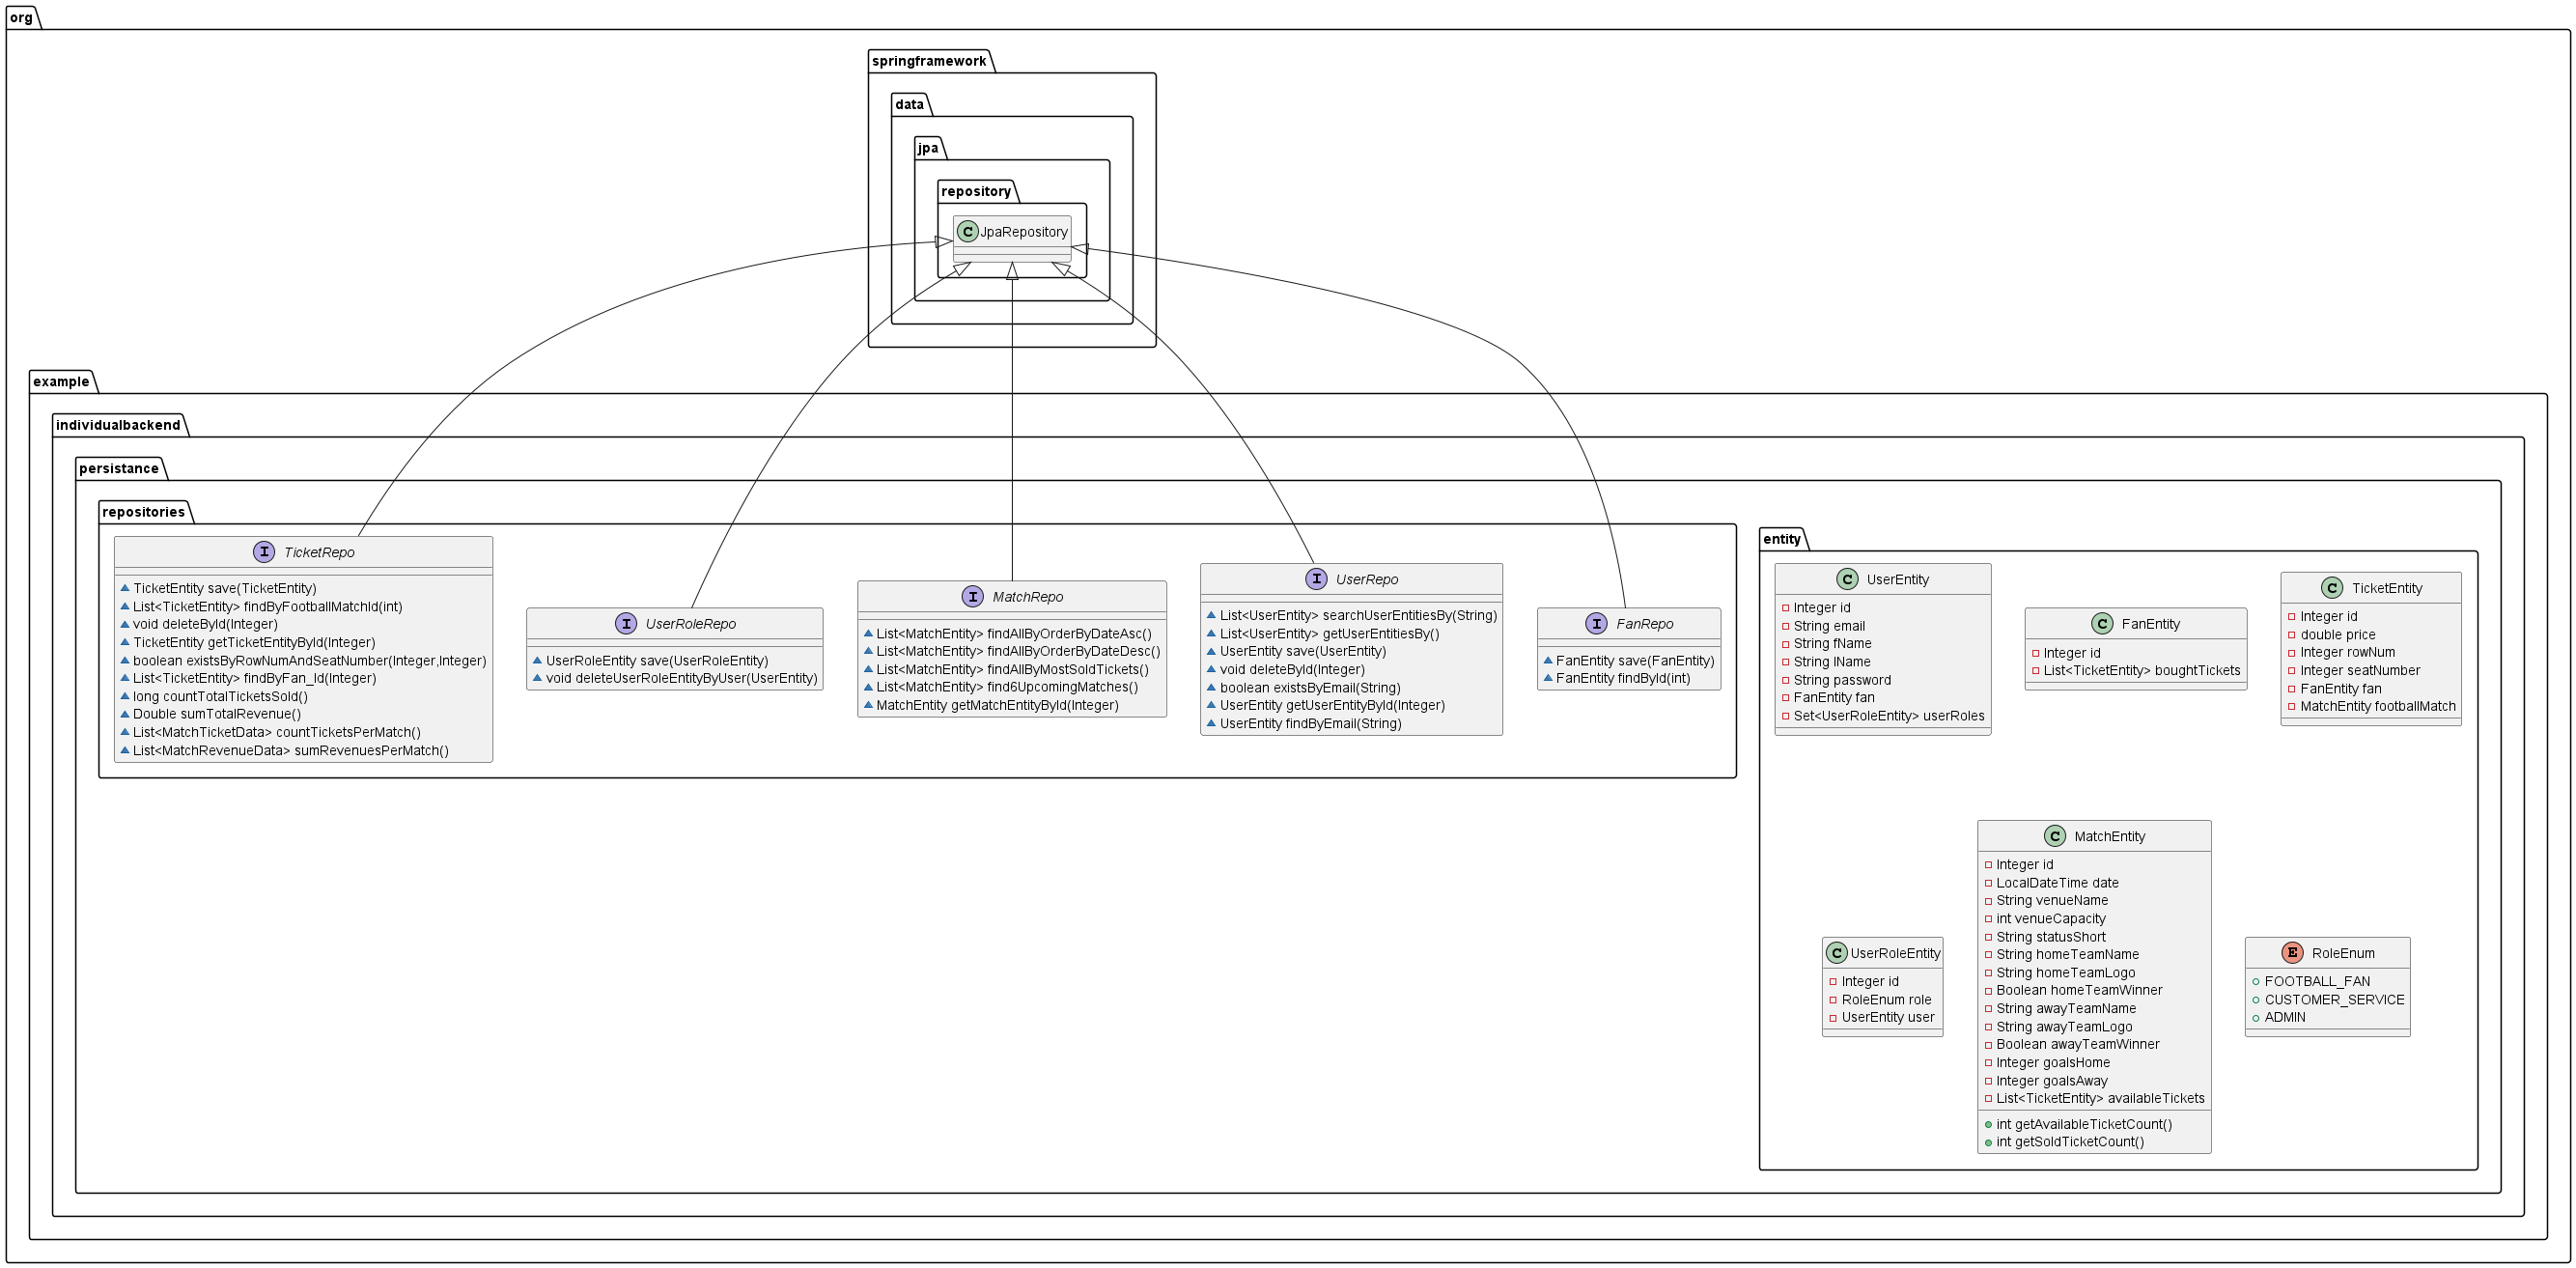 org
springframework
data
jpa
repository
C JpaRepository
example
individualbackend
persistance
repositories
I TicketRepo
TicketEntity save(TicketEntity)
List<TicketEntity> findByFootballMatchId(int)
void deleteById(Integer)
TicketEntity getTicketEntityById(Integer)
boolean existsByRowNumAndSeatNumber(Integer,Integer)
List<TicketEntity> findByFan_Id(Integer)
long countTotalTicketsSold()
Double sumTotalRevenue()
List<MatchTicketData> countTicketsPerMatch()
List<MatchRevenueData> sumRevenuesPerMatch()
I UserRoleRepo
UserRoleEntity save(UserRoleEntity)
void deleteUserRoleEntityByUser(UserEntity)
I MatchRepo
List<MatchEntity> findAllByOrderByDateAsc()
List<MatchEntity> findAllByOrderByDateDesc()
List<MatchEntity> findAllByMostSoldTickets()
List<MatchEntity> find6UpcomingMatches()
MatchEntity getMatchEntityById(Integer)
I UserRepo
List<UserEntity> searchUserEntitiesBy(String)
List<UserEntity> getUserEntitiesBy()
UserEntity save(UserEntity)
void deleteById(Integer)
boolean existsByEmail(String)
UserEntity getUserEntityById(Integer)
UserEntity findByEmail(String)
I FanRepo
FanEntity save(FanEntity)
FanEntity findById(int)
entity
C UserEntity
Integer id
String email
String fName
String lName
String password
FanEntity fan
Set<UserRoleEntity> userRoles
C FanEntity
Integer id
List<TicketEntity> boughtTickets
C TicketEntity
Integer id
double price
Integer rowNum
Integer seatNumber
FanEntity fan
MatchEntity footballMatch
C UserRoleEntity
Integer id
RoleEnum role
UserEntity user
C MatchEntity
Integer id
LocalDateTime date
String venueName
int venueCapacity
String statusShort
String homeTeamName
String homeTeamLogo
Boolean homeTeamWinner
String awayTeamName
String awayTeamLogo
Boolean awayTeamWinner
Integer goalsHome
Integer goalsAway
List<TicketEntity> availableTickets
int getAvailableTicketCount()
int getSoldTicketCount()
E RoleEnum
FOOTBALL_FAN
CUSTOMER_SERVICE
ADMIN